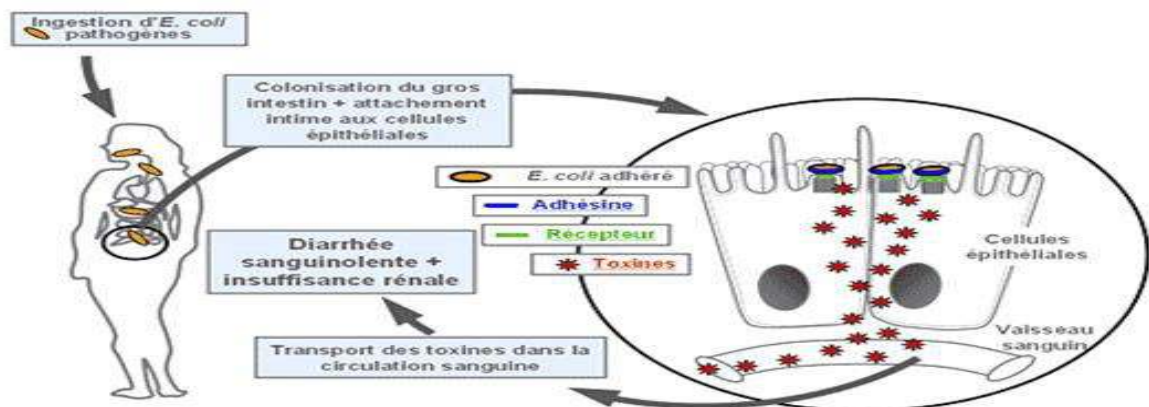 Ingestion d'E. coli
pathogènes
Colonisation du gros
intestin + attachement
intime aux cellules
épithéliales
E. coli adhéré
Adhésine
Récepteur
Toxines
Diarrhée
sanguinolente +
insuffisance rénale
Transport des toxines dans la
circulation sanguine
Cellules
épithéliales
Vaisseau
sanguin